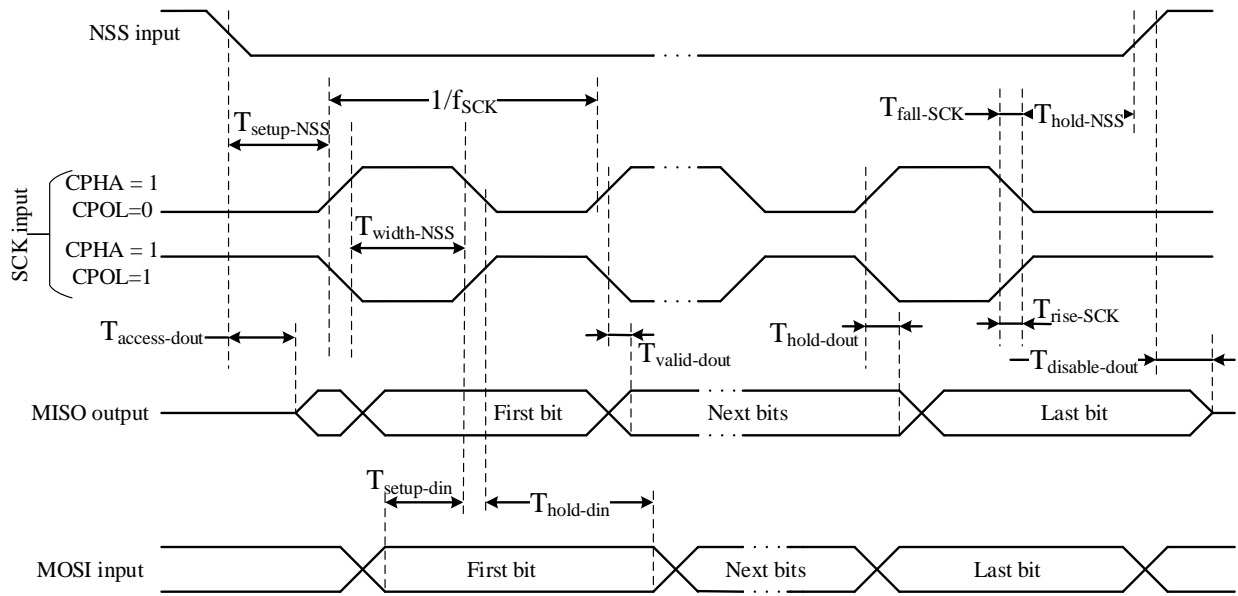 NSS input
1/fSCK
Tfall-SCK
Thold-NSS
Tsetup-NSS
SCK input
CPHA = 1
CPOL=0
Twidth-NSS
CPHA = 1
CPOL=1
Taccess-dout
Tvalid-dout
Thold-dout
Trise-SCK
Tdisable-dout
MISO output
First bit
Next bits
Last bit
Tsetup-din
Thold-din
MOSI input
First bit
Next bits
Last bit